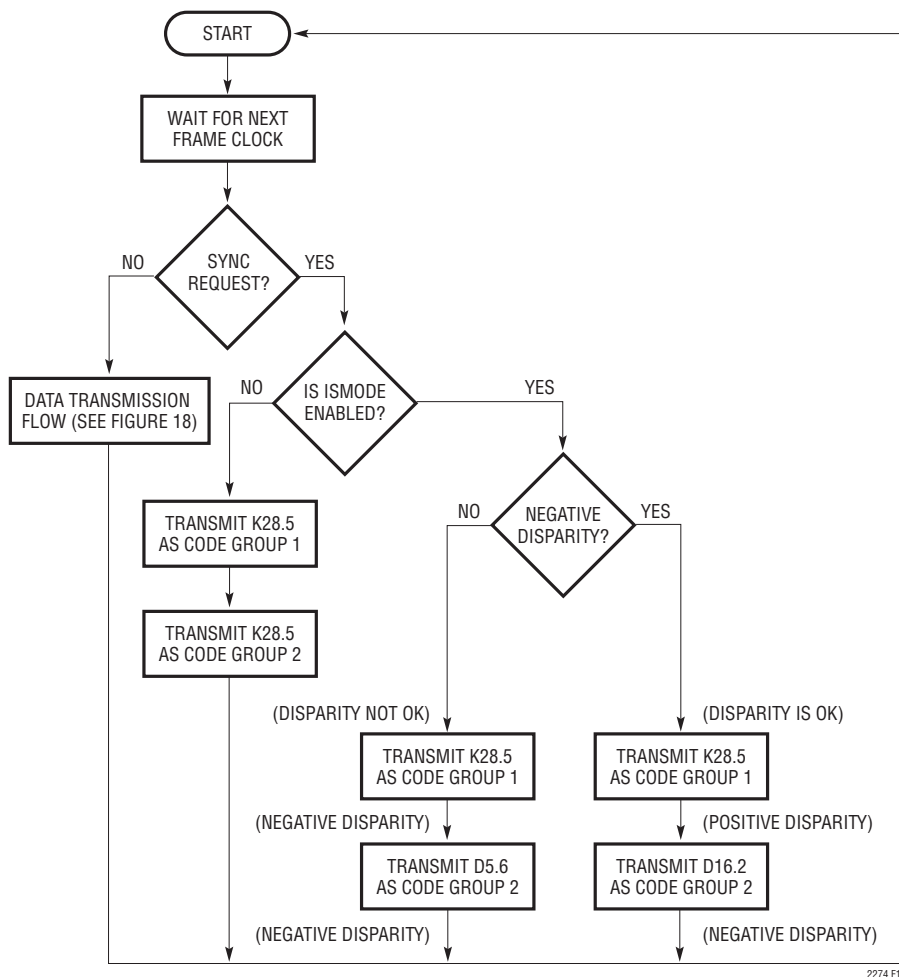 START
WAIT FOR NEXT
FRAME CLOCK
SYNC
REQUEST?
NO
YES
DATA TRANSMISSION
FLOW (SEE FIGURE 18)
IS ISMODE
ENABLED?
NO
YES
TRANSMIT K28.5
AS CODE GROUP 1
TRANSMIT K28.5
AS CODE GROUP 2
NEGATIVE
DISPARITY?
NO
YES
(DISPARITY NOT OK)
TRANSMIT K28.5
AS CODE GROUP 1
(NEGATIVE DISPARITY)
TRANSMIT D5.6
AS CODE GROUP 2
(NEGATIVE DISPARITY)
(DISPARITY IS OK)
TRANSMIT K28.5
AS CODE GROUP 1
(POSITIVE DISPARITY)
TRANSMIT D16.2
AS CODE GROUP 2
(NEGATIVE DISPARITY)
2274